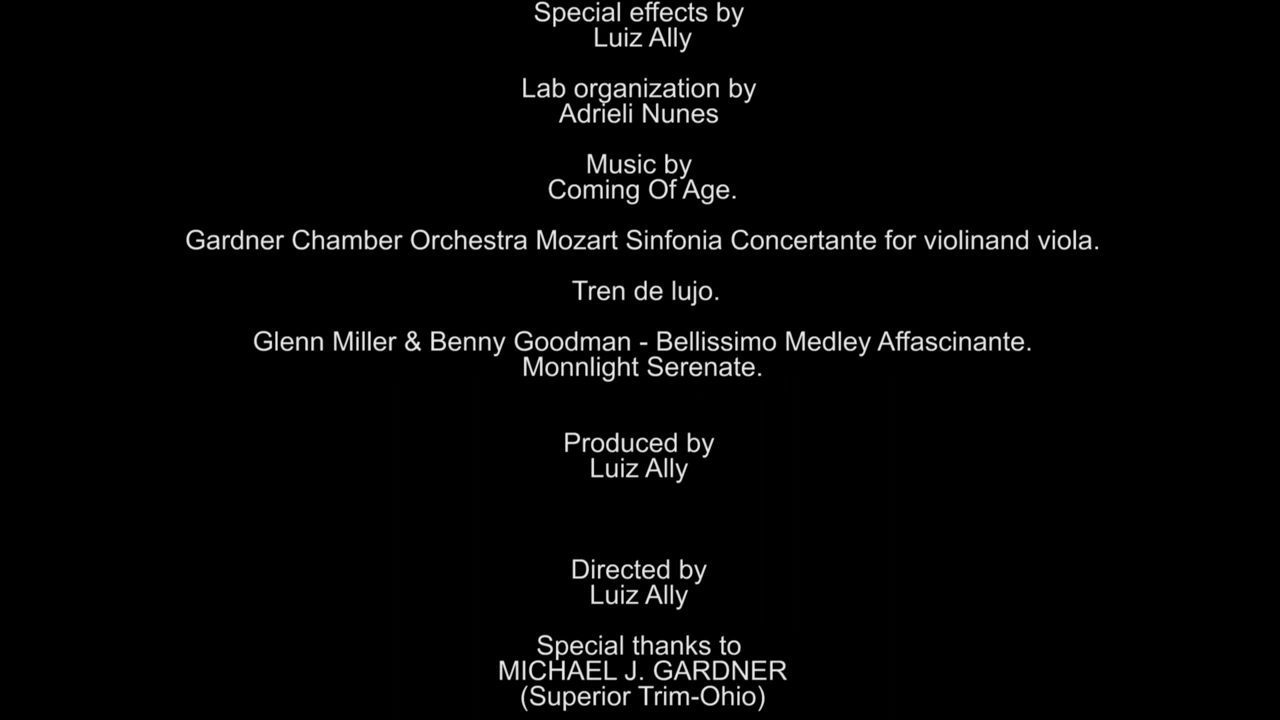 Special effects by
Luiz Ally
Lab organization by
Adrieli Nunes
Music by
Coming Of Age.
Gardner Chamber Orchestra Mozart Sinfonia Concertante for violinand viola.
Tren de lujo.
Glenn Miller & Benny Goodman - Bellissimo Medley Affascinante.
Monnlight Serenate.
Produced by
Luiz Ally
Directed by
Luiz Ally
Special thanks to
MICHAEL J. GARDNER
(Superior Trim-Ohio)